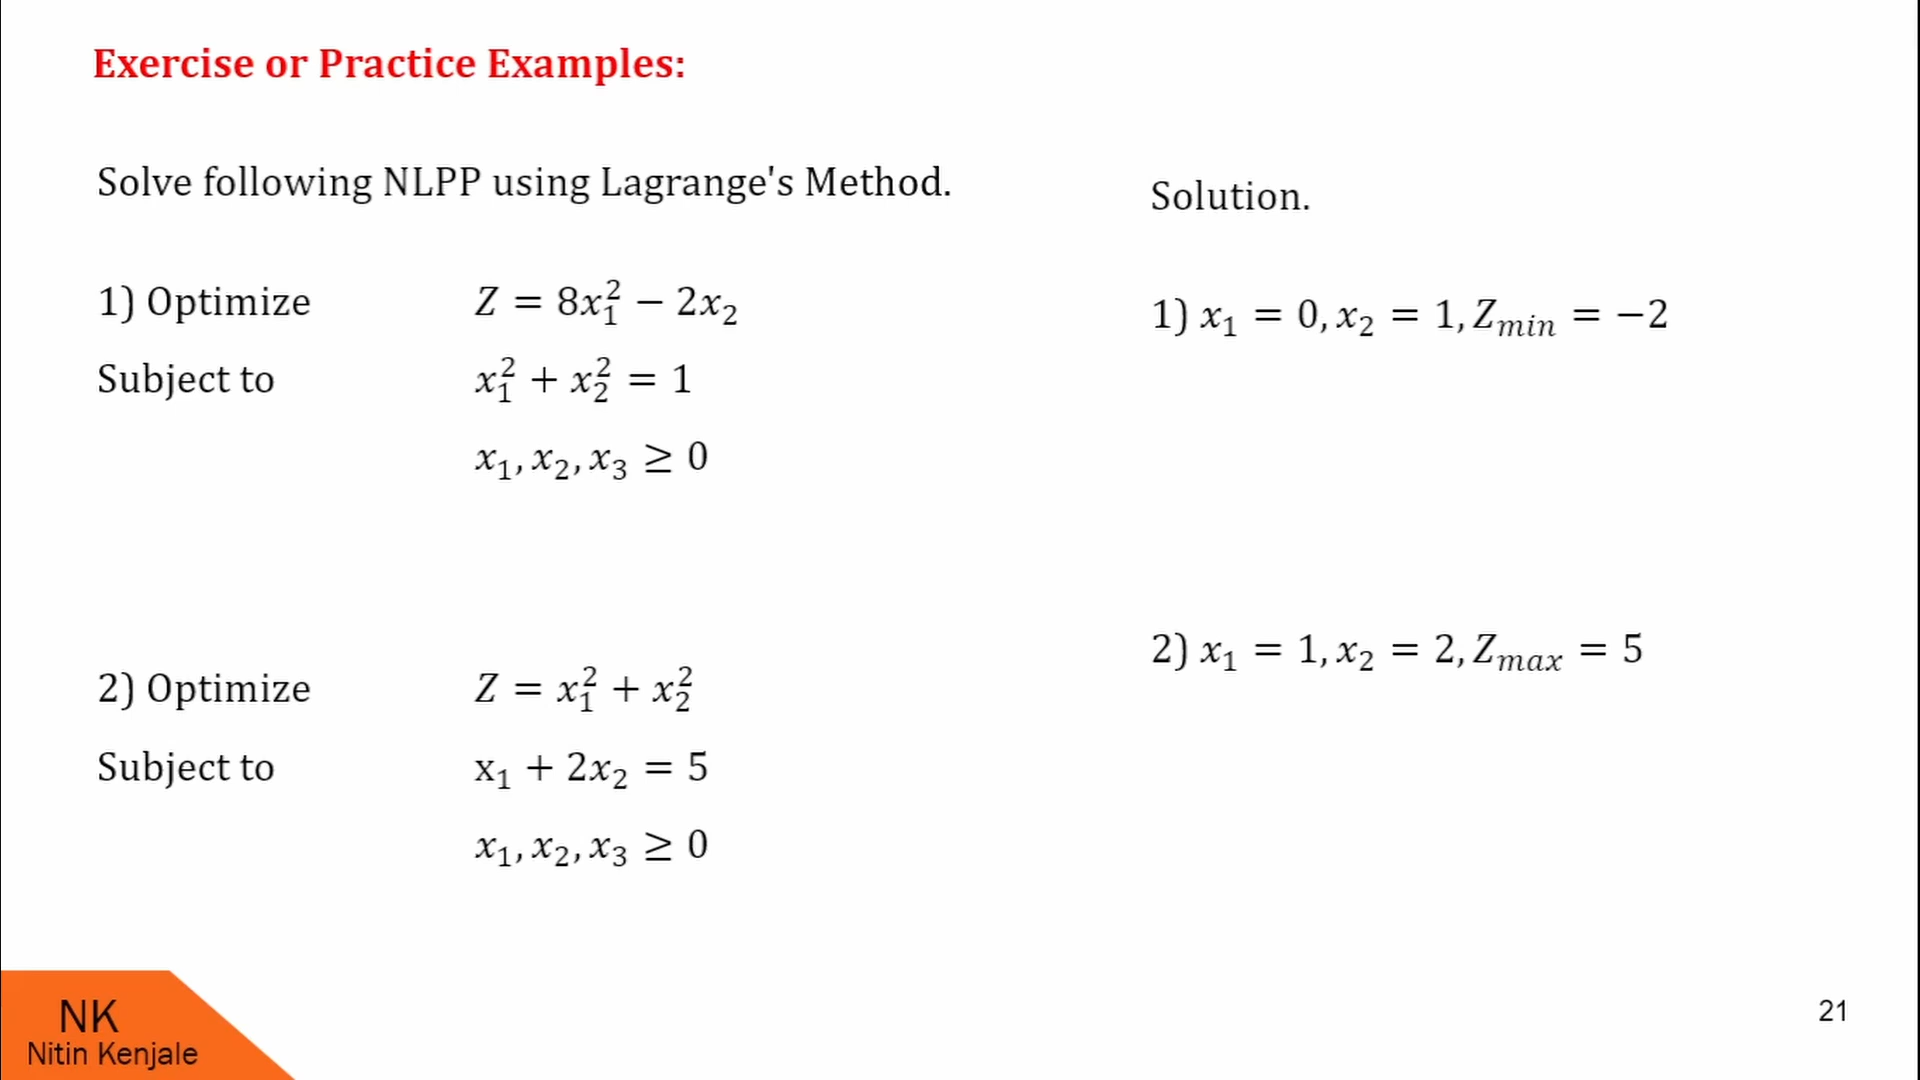 Exercise or Practice Examples:
Solve following NLPP using Lagrange's Method.
Solution.
1) Optimize Z = 8x₁² − 2x₂
1) x₁ = 0, x₂ = 1, Zₘᵢₙ = −2
Subject to x₁² + x₂² = 1
x₁, x₂, x₃ ≥ 0
2) x₁ = 1, x₂ = 2, Zₘₐₓ = 5
2) Optimize Z = x₁² + x₂²
Subject to x₁ + 2x₂ = 5
x₁, x₂, x₃ ≥ 0
NK
Nitin Kenjale
21